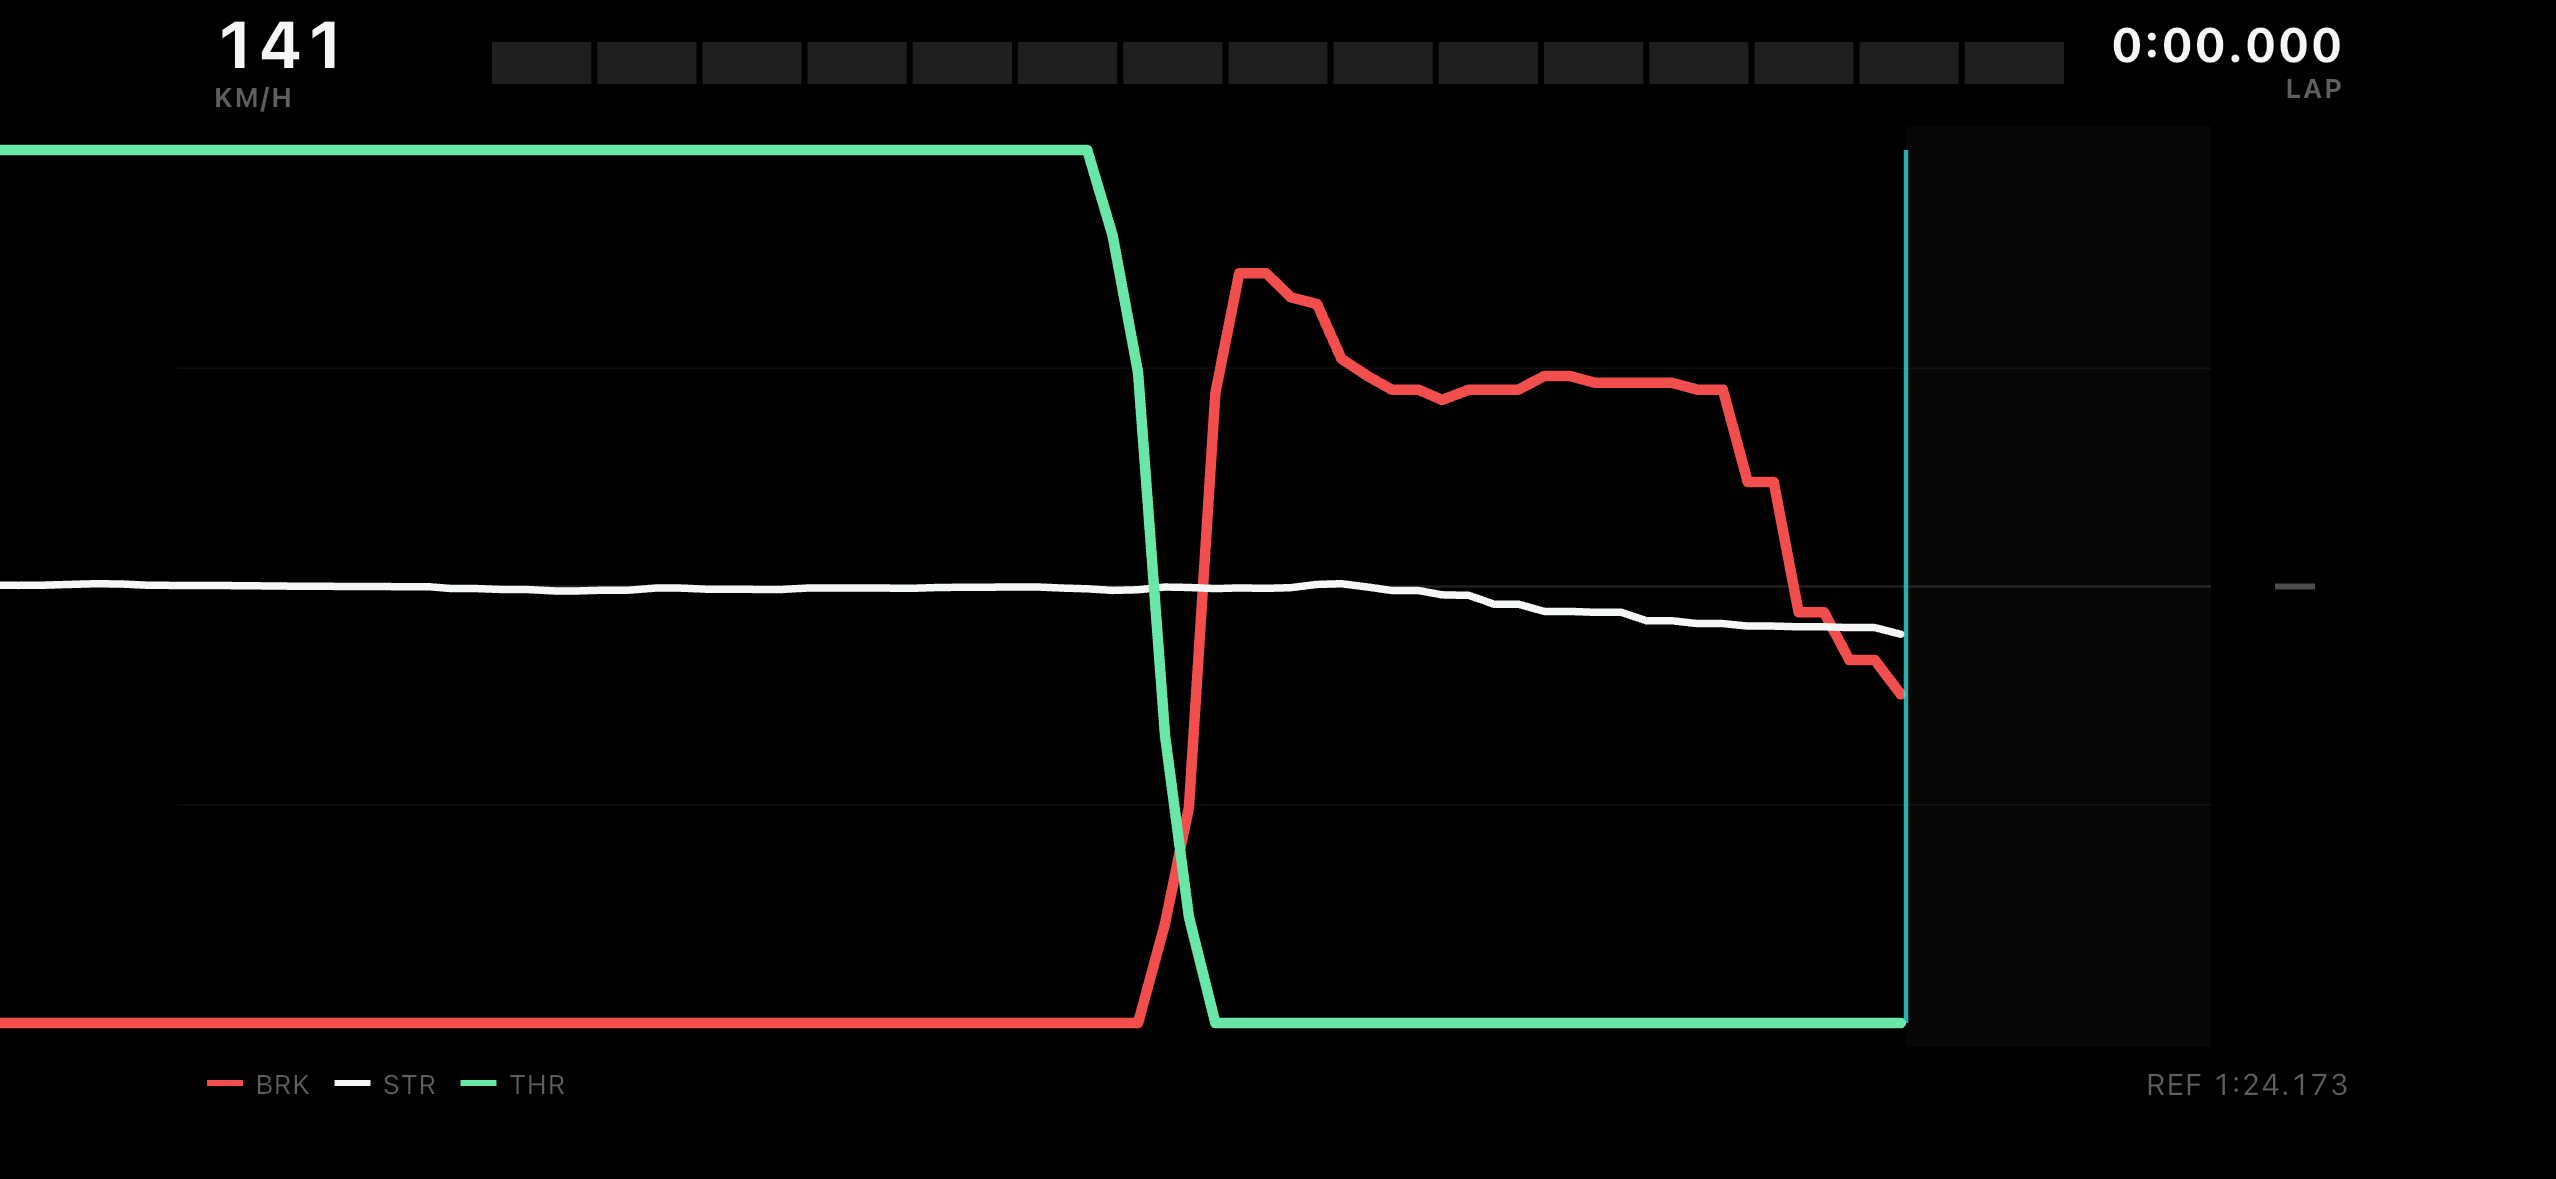 141
KM/H
0:00.000
LAP
BRK STR THR
REF 1:24.173